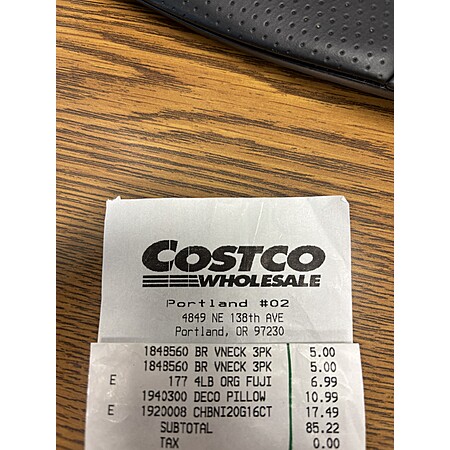 COSTCO
WHOLESALE
Portland #02
4849 NE 138th AVE
Portland, OR 97230
1848560 BR VNECK 3PK 5.00
1848560 BR VNECK 3PK 5.00
E 177 4LB ORG FUJI 6.99
1940300 DECO PILLOW 10.99
E 1920008 CHBNI20G16CT 17.49
SUBTOTAL 85.22
TAX 0.00